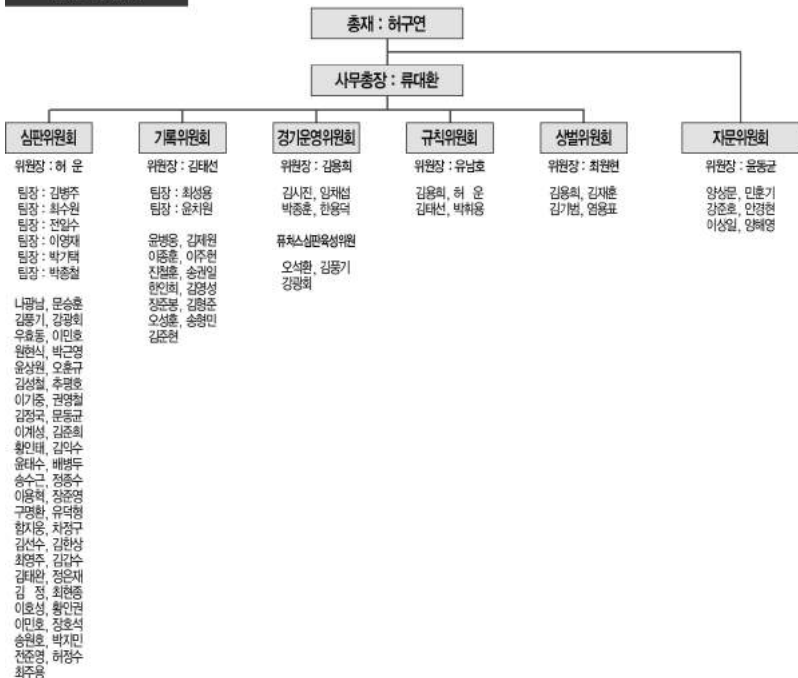 총재 : 허구연
사무총장 : 류대환
심판위원회
위원장 : 허 운
팀장 : 김병주
팀장 : 최수원
팀장 : 전일수
팀장 : 이영재
팀장 : 박기택
팀장 : 박종철
나광남, 문승훈
김풍기, 강광회
우효동, 이민호
원현식, 박근영
윤상원, 오훈규
김성철, 추평호
이기중, 권영철
김정국, 문동균
이계성, 김준희
황인태, 김익수
윤태수, 배병두
송수근, 정종수
이용혁, 장준영
구명환, 유덕형
함지웅, 차정구
김선수, 김한상
최영주, 김갑수
김태완, 정은재
김 정, 최현종
이호성, 황인권
이민호, 장호석
송원호, 박지민
전준영, 허정수
최주용
기록위원회
위원장 : 김태선
팀장 : 최성용
팀장 : 윤치원
윤병웅, 김제원
이종훈, 이주헌
진철훈, 송권일
한인희, 김영성
장준봉, 김형준
오성훈, 송형민
김준현
경기운영위원회
위원장 : 김용희
김시진, 임채섭
박종훈, 한용덕
퓨처스심판육성위원
오석환, 김풍기
강광회
규칙위원회
위원장 : 유남호
김용희, 허 운
김태선, 박휘용
상벌위원회
위원장 : 최원현
김용희, 김재훈
김기범, 염용표
자문위원회
위원장 : 윤동균
양상문, 민훈기
강준호, 안경현
이상일, 양해영